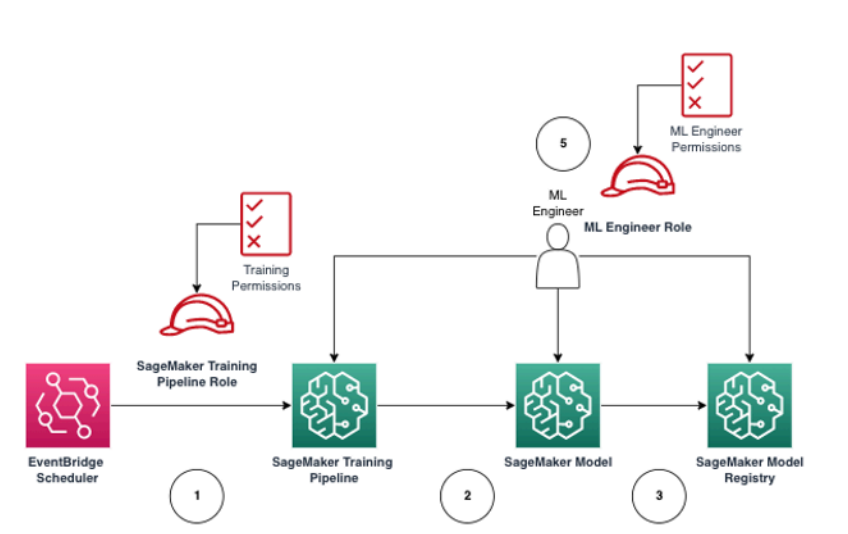 ML Engineer
Permissions
5
ML
Engineer
ML Engineer Role
Training
Permissions
SageMaker Training
Pipeline Role
EventBridge
Scheduler
SageMaker Training
Pipeline
SageMaker Model
SageMaker Model
Registry
1
2
3